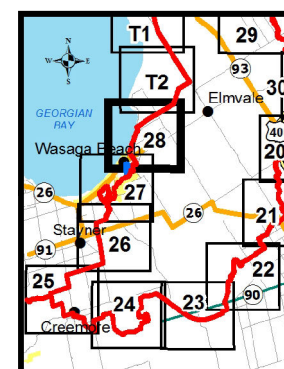 T1
29
N
W E
S
T2
93
30
Elmvale
GEORGIAN
BAY
40
28
20
Wasaga Beach
26
27
21
26
Stayner
91
26
22
25
24
23
90
Creemore